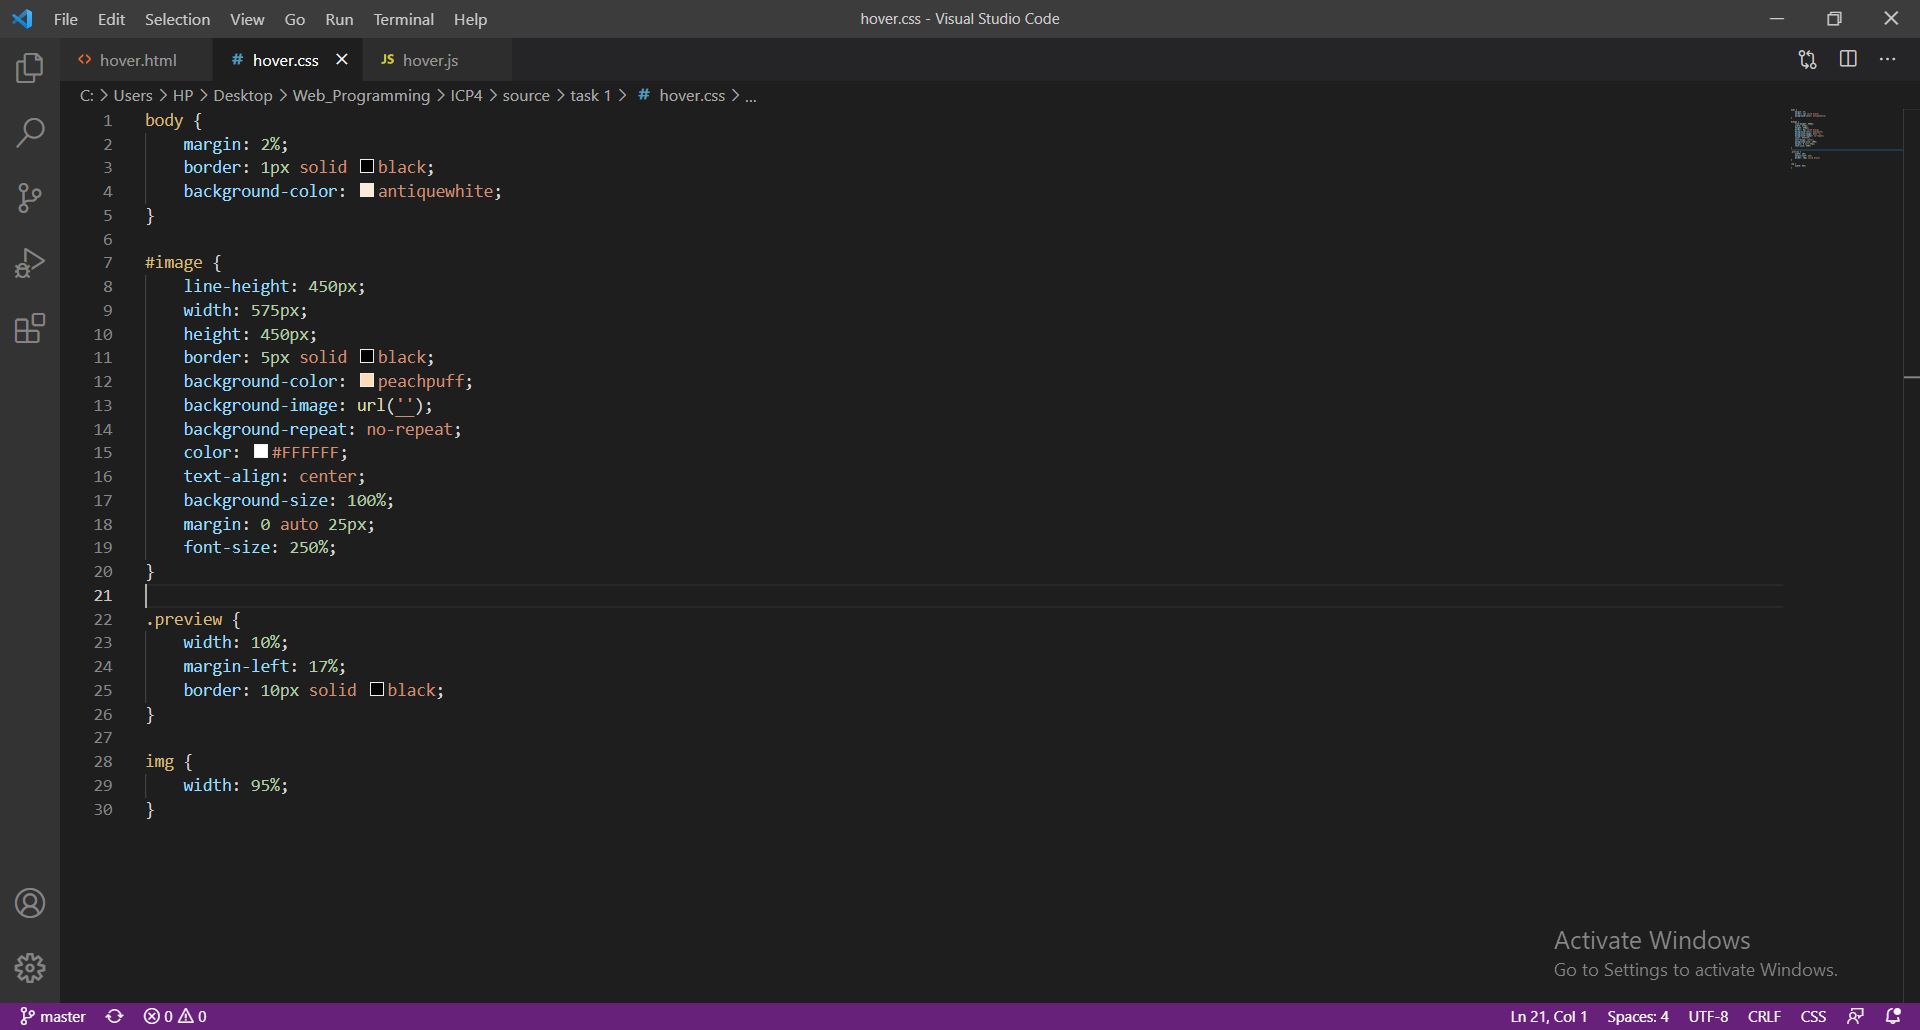 File Edit Selection View Go Run Terminal Help hover.css - Visual Studio Code
hover.html # hover.css JS hover.js
C: > Users > HP > Desktop > Web_Programming > ICP4 > source > task 1 > # hover.css > ...
1 body {
2 margin: 2%;
3 border: 1px solid black;
4 background-color: antiquewhite;
5 }
6
7 #image {
8 line-height: 450px;
9 width: 575px;
10 height: 450px;
11 border: 5px solid black;
12 background-color: peachpuff;
13 background-image: url('');
14 background-repeat: no-repeat;
15 color: #FFFFFF;
16 text-align: center;
17 background-size: 100%;
18 margin: 0 auto 25px;
19 font-size: 250%;
20 }
21
22 .preview {
23 width: 10%;
24 margin-left: 17%;
25 border: 10px solid black;
26 }
27
28 img {
29 width: 95%;
30 }
Activate Windows
Go to Settings to activate Windows.
master 0 0 Ln 21, Col 1 Spaces: 4 UTF-8 CRLF CSS